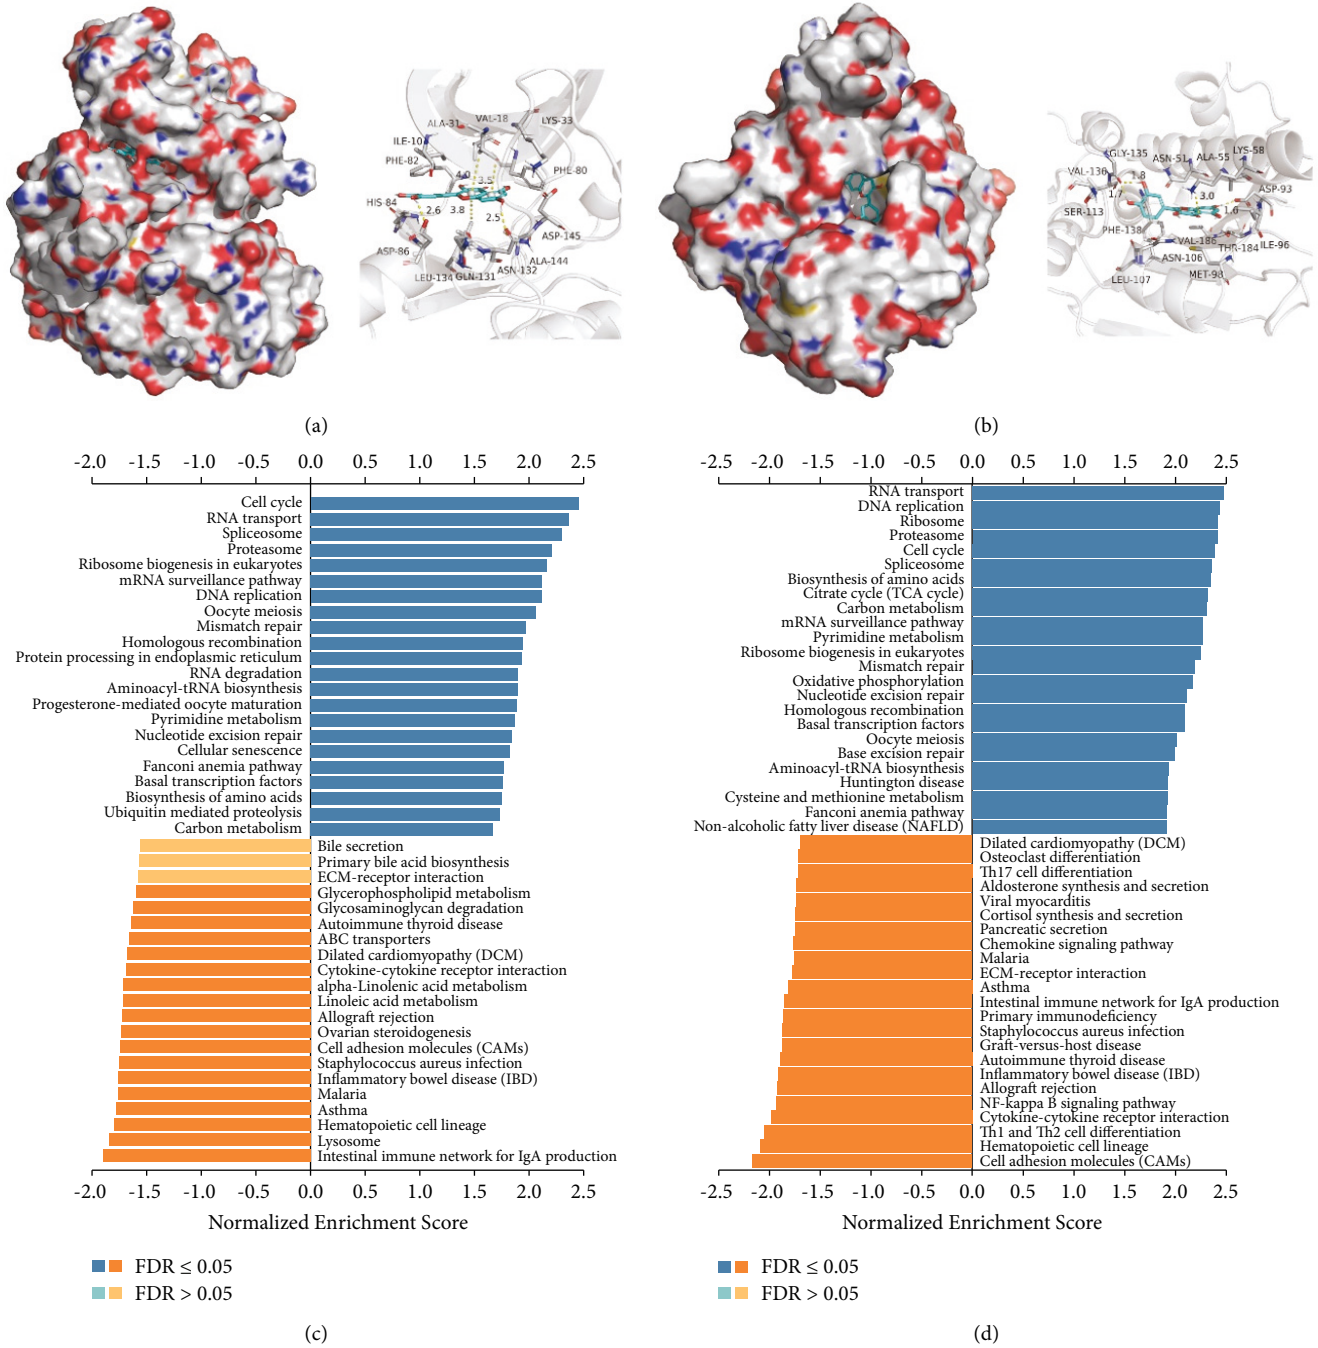 ALA-31
VAL-18
LYS-33
ILE-10
PHE-82
PHE-80
4.0
3.5
HIS-84
2.6
3.8
2.5
ASP-86
ASP-145
ALA-144
LEU-134
GLN-131
ASN-132
(a)
GLY-135
ASN-51
ALA-55
LYS-58
VAL-136
1.8
1.7
ASP-93
3.0
1.6
SER-113
PHE-138
VAL-186
THR-184
ILE-96
ASN-106
LEU-107
MET-98
(b)
-2.0 -1.5 -1.0 -0.5 0.0 0.5 1.0 1.5 2.0 2.5
Cell cycle
RNA transport
Spliceosome
Proteasome
Ribosome biogenesis in eukaryotes
mRNA surveillance pathway
DNA replication
Oocyte meiosis
Mismatch repair
Homologous recombination
Protein processing in endoplasmic reticulum
RNA degradation
Aminoacyl-tRNA biosynthesis
Progesterone-mediated oocyte maturation
Pyrimidine metabolism
Nucleotide excision repair
Cellular senescence
Fanconi anemia pathway
Basal transcription factors
Biosynthesis of amino acids
Ubiquitin mediated proteolysis
Carbon metabolism
Bile secretion
Primary bile acid biosynthesis
ECM-receptor interaction
Glycerophospholipid metabolism
Glycosaminoglycan degradation
Autoimmune thyroid disease
ABC transporters
Dilated cardiomyopathy (DCM)
Cytokine-cytokine receptor interaction
alpha-Linolenic acid metabolism
Linoleic acid metabolism
Allograft rejection
Ovarian steroidogenesis
Cell adhesion molecules (CAMs)
Staphylococcus aureus infection
Inflammatory bowel disease (IBD)
Malaria
Asthma
Hematopoietic cell lineage
Lysosome
Intestinal immune network for IgA production
-2.0 -1.5 -1.0 -0.5 0.0 0.5 1.0 1.5 2.0 2.5
Normalized Enrichment Score
FDR ≤ 0.05
FDR > 0.05
(c)
-2.5 -2.0 -1.5 -1.0 -0.5 0.0 0.5 1.0 1.5 2.0 2.5
RNA transport
DNA replication
Ribosome
Proteasome
Cell cycle
Spliceosome
Biosynthesis of amino acids
Citrate cycle (TCA cycle)
Carbon metabolism
mRNA surveillance pathway
Pyrimidine metabolism
Ribosome biogenesis in eukaryotes
Mismatch repair
Oxidative phosphorylation
Nucleotide excision repair
Homologous recombination
Basal transcription factors
Oocyte meiosis
Base excision repair
Aminoacyl-tRNA biosynthesis
Huntington disease
Cysteine and methionine metabolism
Fanconi anemia pathway
Non-alcoholic fatty liver disease (NAFLD)
Dilated cardiomyopathy (DCM)
Osteoclast differentiation
Th17 cell differentiation
Aldosterone synthesis and secretion
Viral myocarditis
Cortisol synthesis and secretion
Pancreatic secretion
Chemokine signaling pathway
Malaria
ECM-receptor interaction
Asthma
Intestinal immune network for IgA production
Primary immunodeficiency
Staphylococcus aureus infection
Graft-versus-host disease
Autoimmune thyroid disease
Inflammatory bowel disease (IBD)
Allograft rejection
NF-kappa B signaling pathway
Cytokine-cytokine receptor interaction
Th1 and Th2 cell differentiation
Hematopoietic cell lineage
Cell adhesion molecules (CAMs)
-2.5 -2.0 -1.5 -1.0 -0.5 0.0 0.5 1.0 1.5 2.0 2.5
Normalized Enrichment Score
FDR ≤ 0.05
FDR > 0.05
(d)